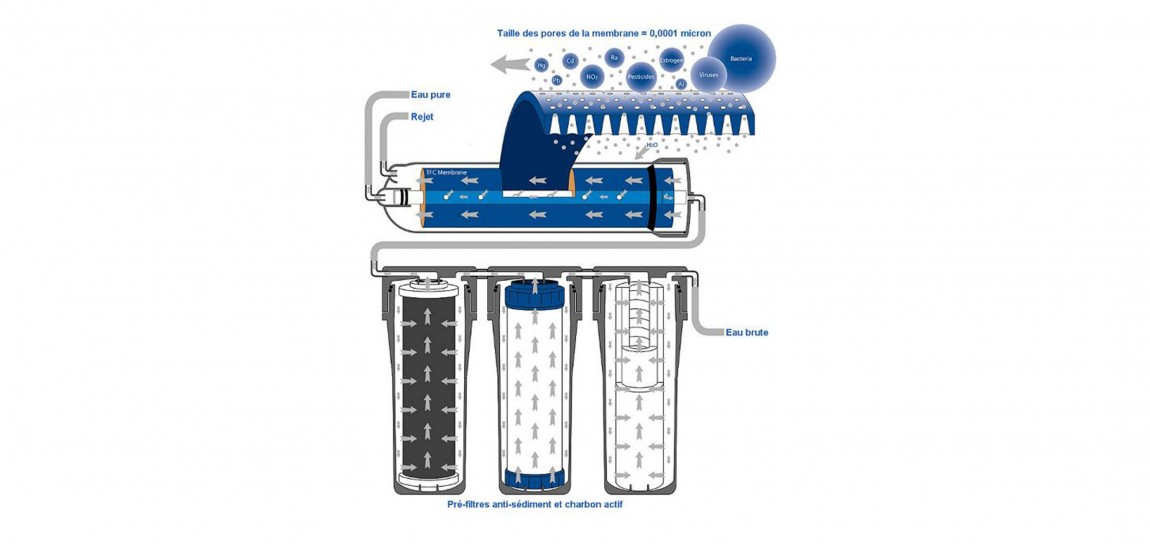 Taille des pores de la membrane = 0,0001 micron
Hg
Cd
Ra
Estrogen
Bacteria
Pb
NO₃
Pesticides
Al
Viruses
Eau pure
Rejet
H₂O
TFC Membrane
Eau brute
Pré-filtres anti-sédiment et charbon actif